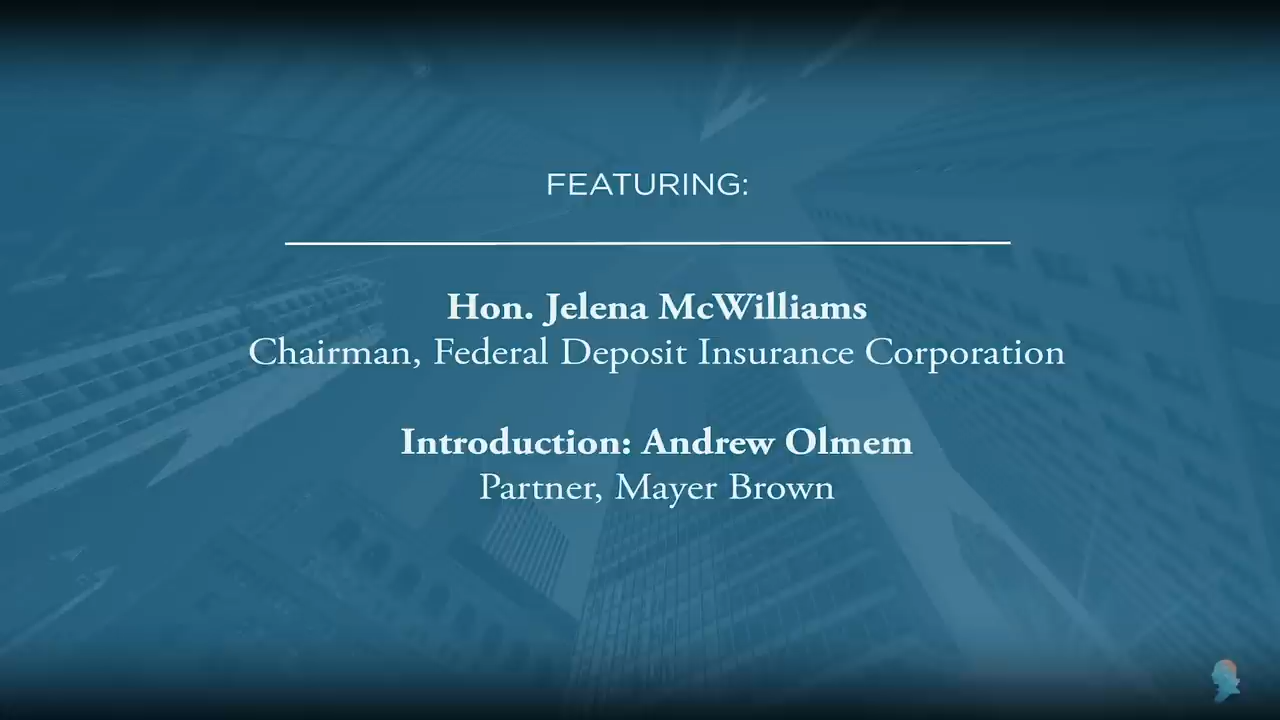 FEATURING:
Hon. Jelena McWilliams
Chairman, Federal Deposit Insurance Corporation
Introduction: Andrew Olmem
Partner, Mayer Brown